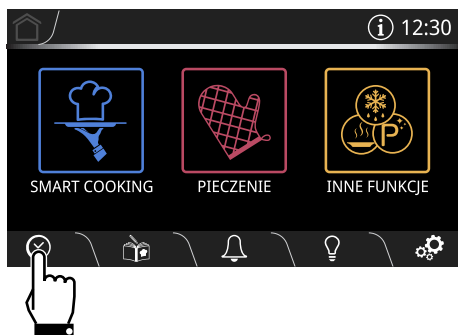 12:30
SMART COOKING
PIECZENIE
INNE FUNKCJE
P